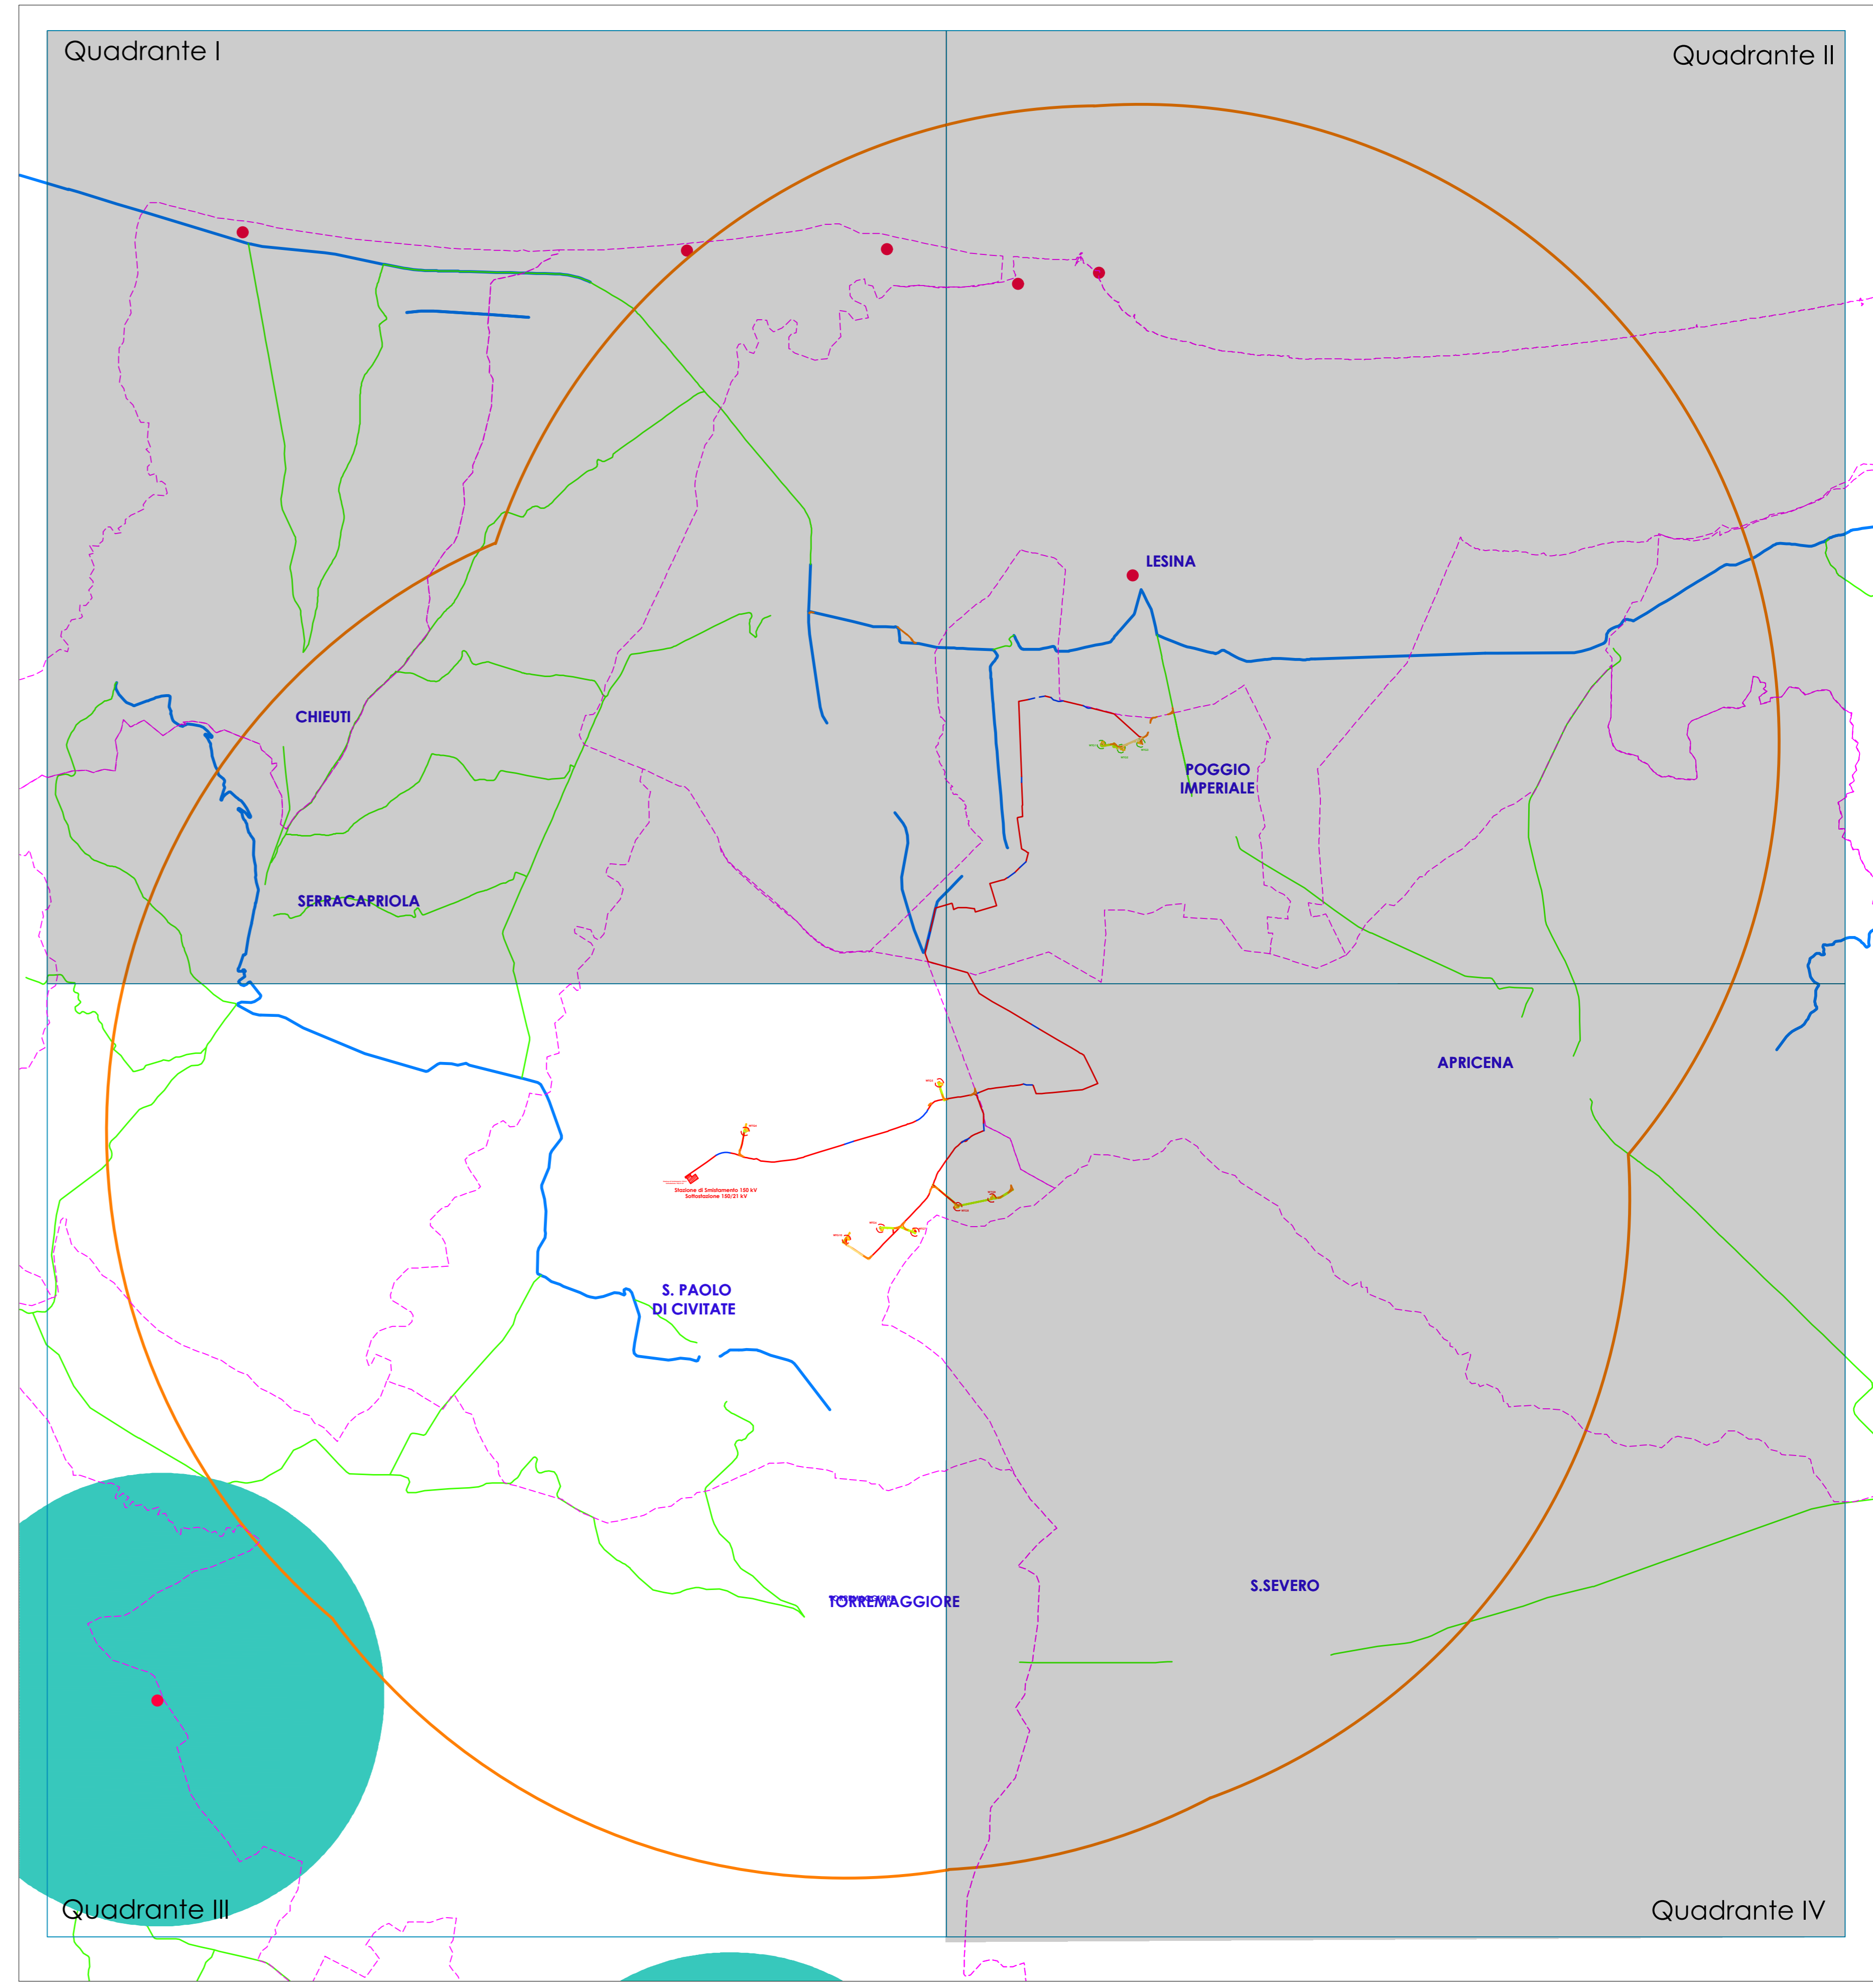 Quadrante I
Quadrante II
LESINA
CHIEUTI
POGGIO
IMPERIALE
SERRACAPRIOLA
APRICENA
Stazione di Smistamento 150 kV
Sottostazione 150/21 kV
S. PAOLO
DI CIVITATE
S.SEVERO
TORREMAGGIORE
TORREMAGGIORE
Quadrante III
Quadrante IV